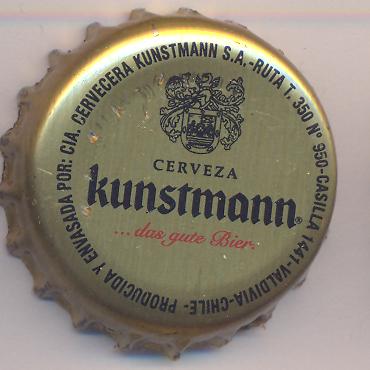 PRODUCIDA Y ENVASADA POR: CIA. CERVECERA KUNSTMANN S.A.-RUTA T. 350 Nº 950-CASILLA 1441-VALDIVIA-CHILE-
CERVEZA
kunstmann®
...das gute Bier.